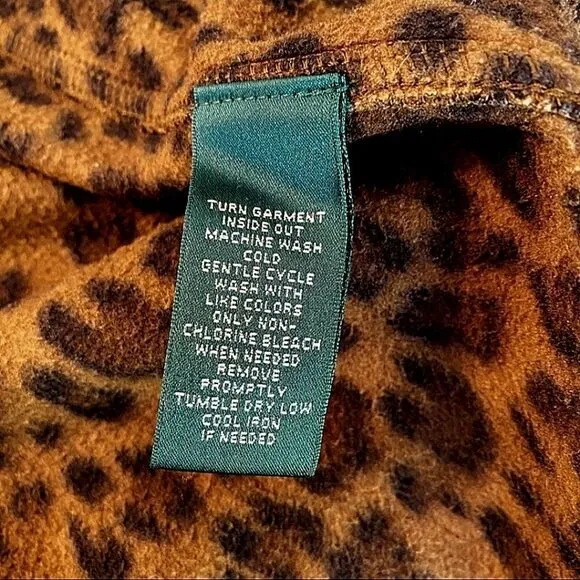 TURN GARMENT
INSIDE OUT
MACHINE WASH
COLD
GENTLE CYCLE
WASH WITH
LIKE COLORS
ONLY NON-
CHLORINE BLEACH
WHEN NEEDED
REMOVE
PROMPTLY
TUMBLE DRY LOW
COOL IRON
IF NEEDED